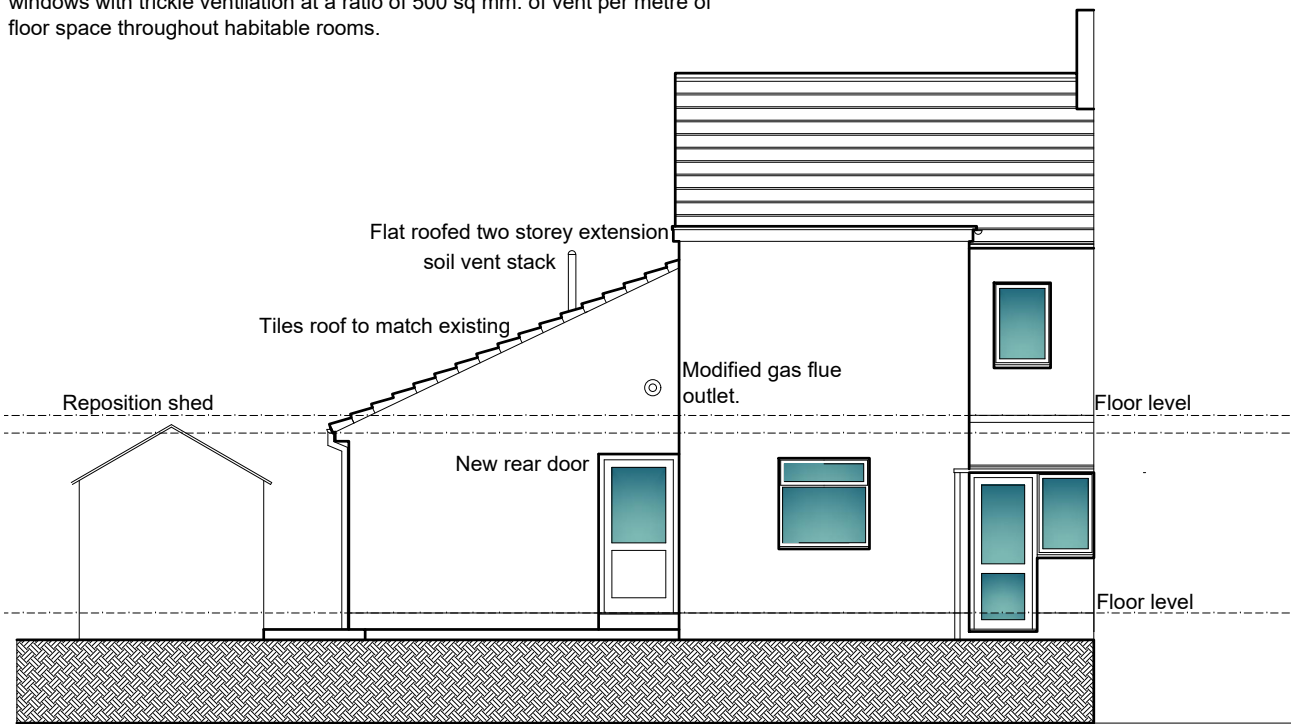 windows with trickle ventilation at a ratio of 500 sq mm. of vent per metre of
floor space throughout habitable rooms.
Flat roofed two storey extension
soil vent stack
Tiles roof to match existing
Modified gas flue
outlet.
Reposition shed
Floor level
New rear door
Floor level